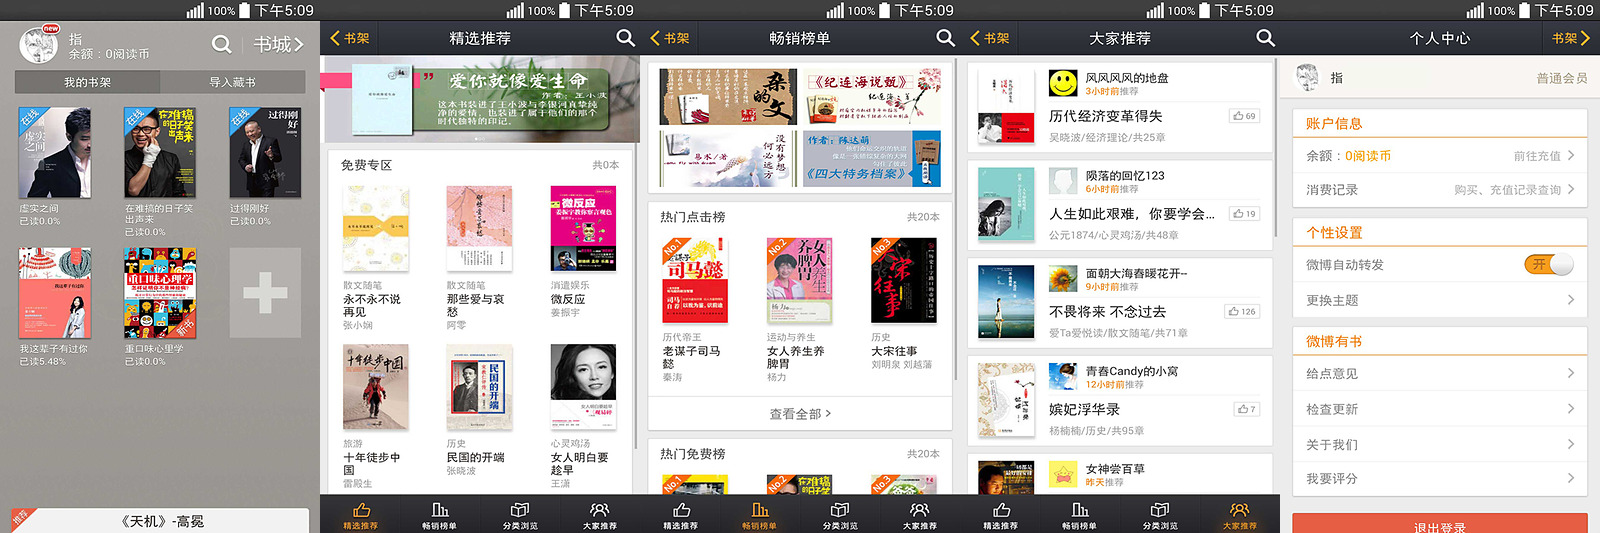 100% 下午5:09
new
指
余额：0阅读币
书城
我的书架
导入藏书
在线
虚实之间
虚实之间
已读0.0%
在线
在难搞的日子笑出声来
在难搞的日子笑
出声来
已读0.0%
在线
过得刚好
过得刚好
已读0.0%
我这辈子有过你
我这辈子有过你
已读5.48%
重口味心理学
新书
重口味心里学
已读0.0%
推荐
《天机》-高冕
100% 下午5:09
书架
精选推荐
爱你就像爱生命
作者：王小波
这本书装进了王小波与李银河真挚纯
净的爱情，也装进了属于他们的那个
时代独特的印记。
免费专区
共0本
散文随笔
永不永不说
再见
张小娴
散文随笔
那些爱与哀
愁
阿零
微反应
姜振宇教你察言观色
消遣娱乐
微反应
姜振宇
十年徒步中国
旅游
十年徒步中
国
雷殿生
民国的开端
历史
民国的开端
张晓波
心灵鸡汤
女人明白要
趁早
王潇
精选推荐
畅销榜单
分类浏览
大家推荐
100% 下午5:09
书架
畅销榜单
杂的文
《纪连海说甄》
纪连海
慕容/著
没有梦想
何必远方
作者：陈达萌
《四大特务档案》
热门点击榜
共20本
No.1
司马懿
历代帝王
老谋子司马
懿
秦涛
No.2
女人养生养脾胃
杨力
运动与养生
女人养生养
脾胃
杨力
No.3
大宋往事
历史
大宋往事
刘明泉 刘越藩
查看全部
热门免费榜
共20本
No.1
No.2
No.3
精选推荐
畅销榜单
分类浏览
大家推荐
100% 下午5:09
书架
大家推荐
风风风风的地盘
3小时前推荐
历代经济变革得失
69
吴晓波/经济理论/共25章
陨落的回忆123
6小时前推荐
人生如此艰难，你要学会...
19
公元1874/心灵鸡汤/共48章
面朝大海春暖花开--
9小时前推荐
不畏将来 不念过去
126
爱Ta爱悦读/散文随笔/共71章
青春Candy的小窝
12小时前推荐
嫔妃浮华录
7
杨楠楠/历史/共95章
女神尝百草
昨天推荐
精选推荐
畅销榜单
分类浏览
大家推荐
100% 下午5:09
个人中心
书架
指
普通会员
账户信息
余额：0阅读币
前往充值
消费记录
购买、充值记录查询
个性设置
微博自动转发
开
更换主题
微博有书
给点意见
检查更新
关于我们
我要评分
退出登录